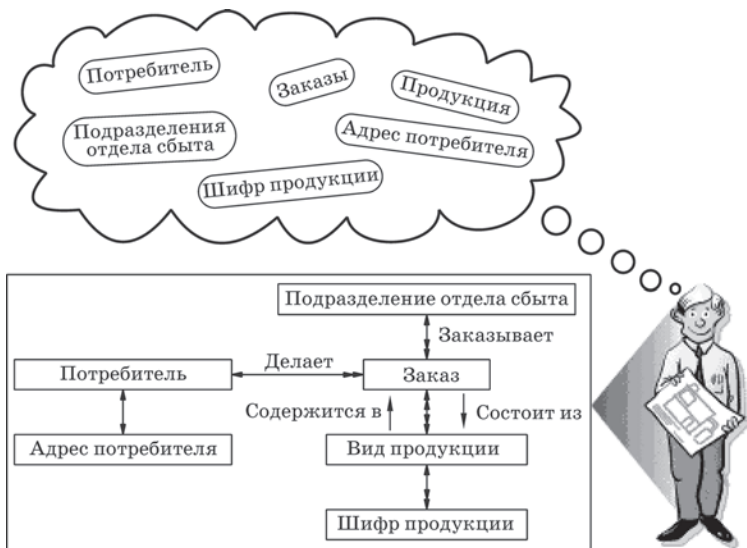 Потребитель
Заказы
Продукция
Подразделения
отдела сбыта
Адрес потребителя
Шифр продукции
Подразделение отдела сбыта
Заказывает
Делает
Потребитель
Заказ
Содержится в
Состоит из
Адрес потребителя
Вид продукции
Шифр продукции